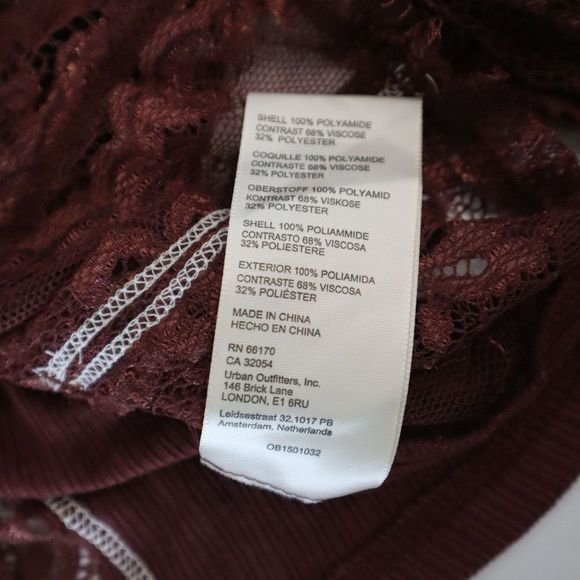 SHELL 100% POLYAMIDE
CONTRAST 68% VISCOSE
32% POLYESTER
COQUILLE 100% POLYAMIDE
CONTRASTE 68% VISCOSE
32% POLYESTER
OBERSTOFF 100% POLYAMID
KONTRAST 68% VISKOSE
32% POLYESTER
SHELL 100% POLIAMMIDE
CONTRASTO 68% VISCOSA
32% POLIESTERE
EXTERIOR 100% POLIAMIDA
CONTRASTE 68% VISCOSA
32% POLIÉSTER
MADE IN CHINA
HECHO EN CHINA
RN 66170
CA 32054
Urban Outfitters, Inc.
146 Brick Lane
LONDON, E1 6RU
Leidsestraat 32.1017 PB
Amsterdam, Netherlands
OB1501032